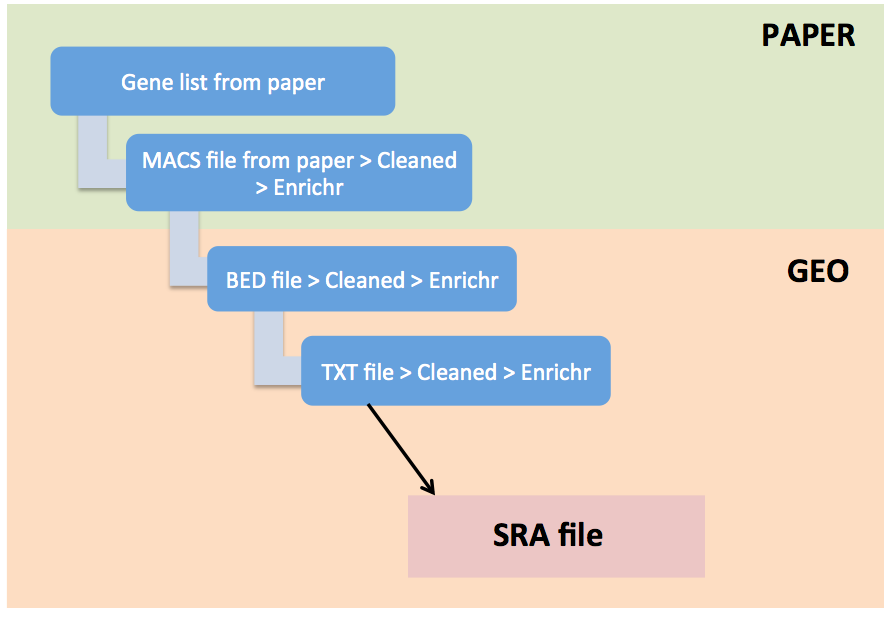 PAPER
Gene list from paper
MACS file from paper > Cleaned
> Enrichr
GEO
BED file > Cleaned > Enrichr
TXT file > Cleaned > Enrichr
SRA file